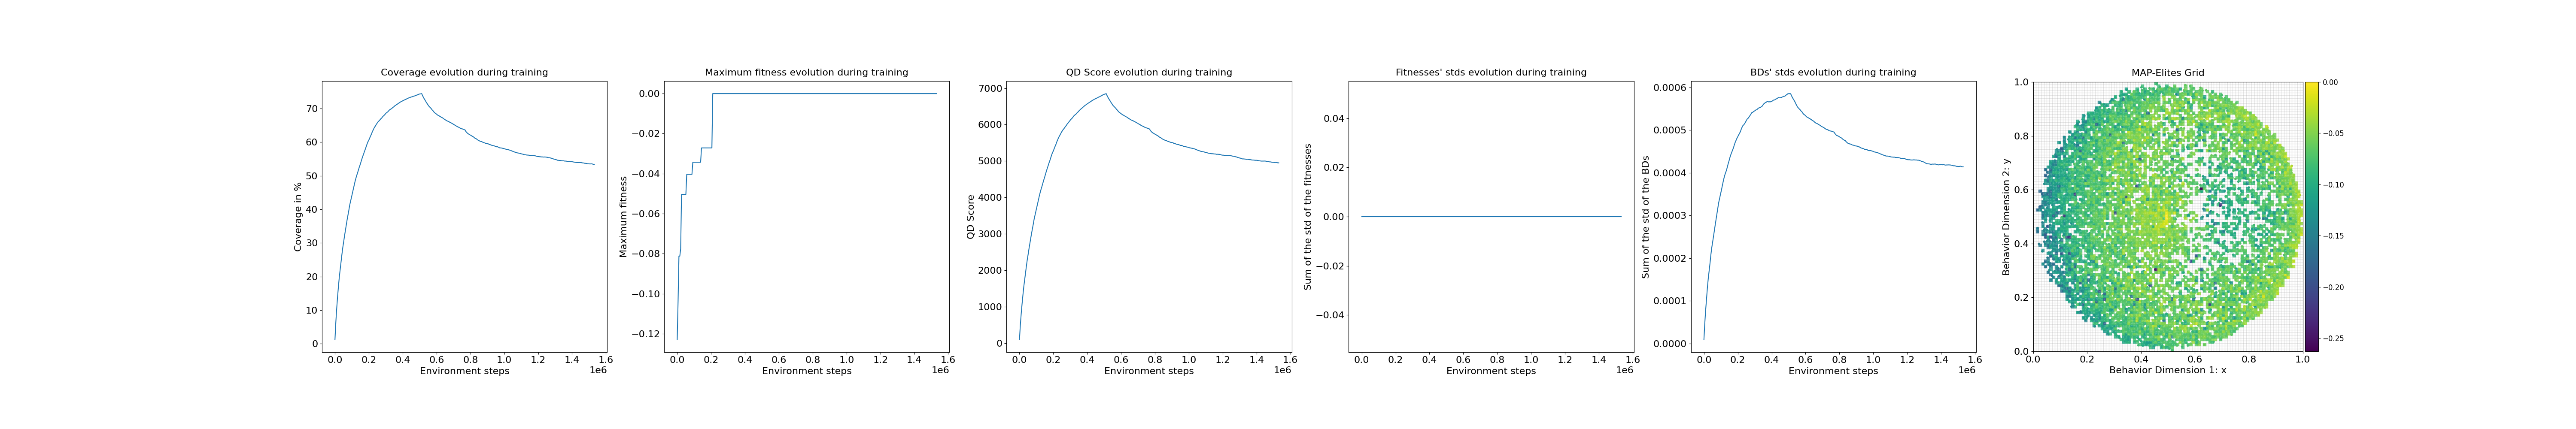 Coverage evolution during training
Coverage in %
70
60
50
40
30
20
10
0
0.0 0.2 0.4 0.6 0.8 1.0 1.2 1.4 1.6
1e6
Environment steps
Maximum fitness evolution during training
Maximum fitness
0.00
−0.02
−0.04
−0.06
−0.08
−0.10
−0.12
0.0 0.2 0.4 0.6 0.8 1.0 1.2 1.4 1.6
1e6
Environment steps
QD Score evolution during training
QD Score
7000
6000
5000
4000
3000
2000
1000
0
0.0 0.2 0.4 0.6 0.8 1.0 1.2 1.4 1.6
1e6
Environment steps
Fitnesses' stds evolution during training
Sum of the std of the fitnesses
0.04
0.02
0.00
−0.02
−0.04
0.0 0.2 0.4 0.6 0.8 1.0 1.2 1.4 1.6
1e6
Environment steps
BDs' stds evolution during training
Sum of the std of the BDs
0.0006
0.0005
0.0004
0.0003
0.0002
0.0001
0.0000
0.0 0.2 0.4 0.6 0.8 1.0 1.2 1.4 1.6
1e6
Environment steps
MAP-Elites Grid
Behavior Dimension 2: y
1.0
0.8
0.6
0.4
0.2
0.0
0.0 0.2 0.4 0.6 0.8 1.0
Behavior Dimension 1: x
0.00
−0.05
−0.10
−0.15
−0.20
−0.25